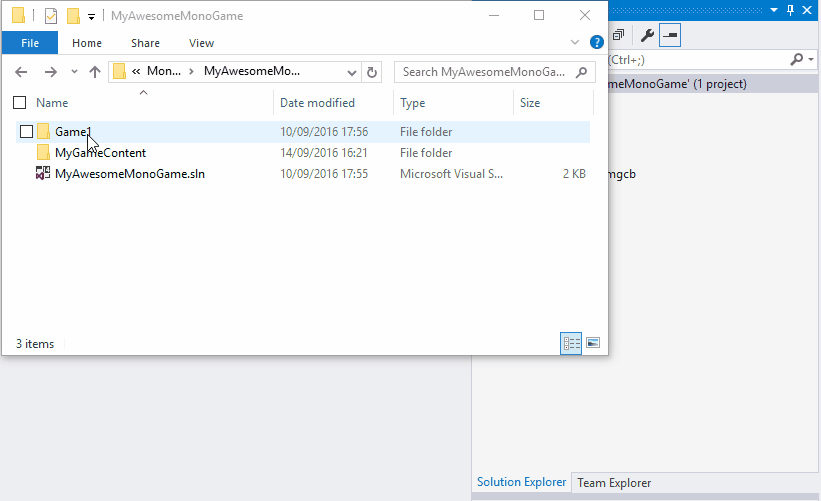 MyAwesomeMonoGame
File Home Share View
« Mon... MyAwesomeMo... Search MyAwesomeMonoGa...
(Ctrl+;)
Name Date modified Type Size
meMonoGame' (1 project)
Game1 10/09/2016 17:56 File folder
MyGameContent 14/09/2016 16:21 File folder
MyAwesomeMonoGame.sln 10/09/2016 17:55 Microsoft Visual S... 2 KB
mgcb
3 items
Solution Explorer Team Explorer